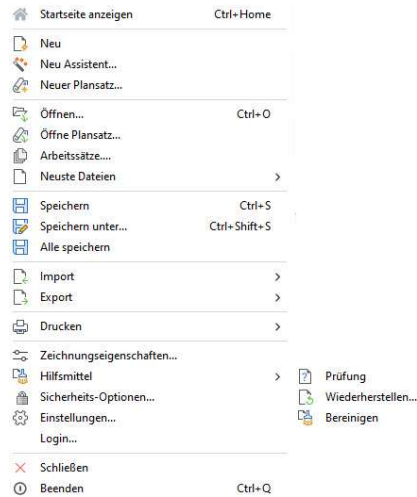 Startseite anzeigen Ctrl+Home
Neu
Neu Assistent...
Neuer Plansatz...
Öffnen... Ctrl+O
Öffne Plansatz...
Arbeitssätze....
Neuste Dateien
Speichern Ctrl+S
Speichern unter... Ctrl+Shift+S
Alle speichern
Import
Export
Drucken
Zeichnungseigenschaften...
Hilfsmittel
Sicherheits-Optionen...
Einstellungen...
Login...
Schließen
Beenden Ctrl+Q
Prüfung
Wiederherstellen...
Bereinigen